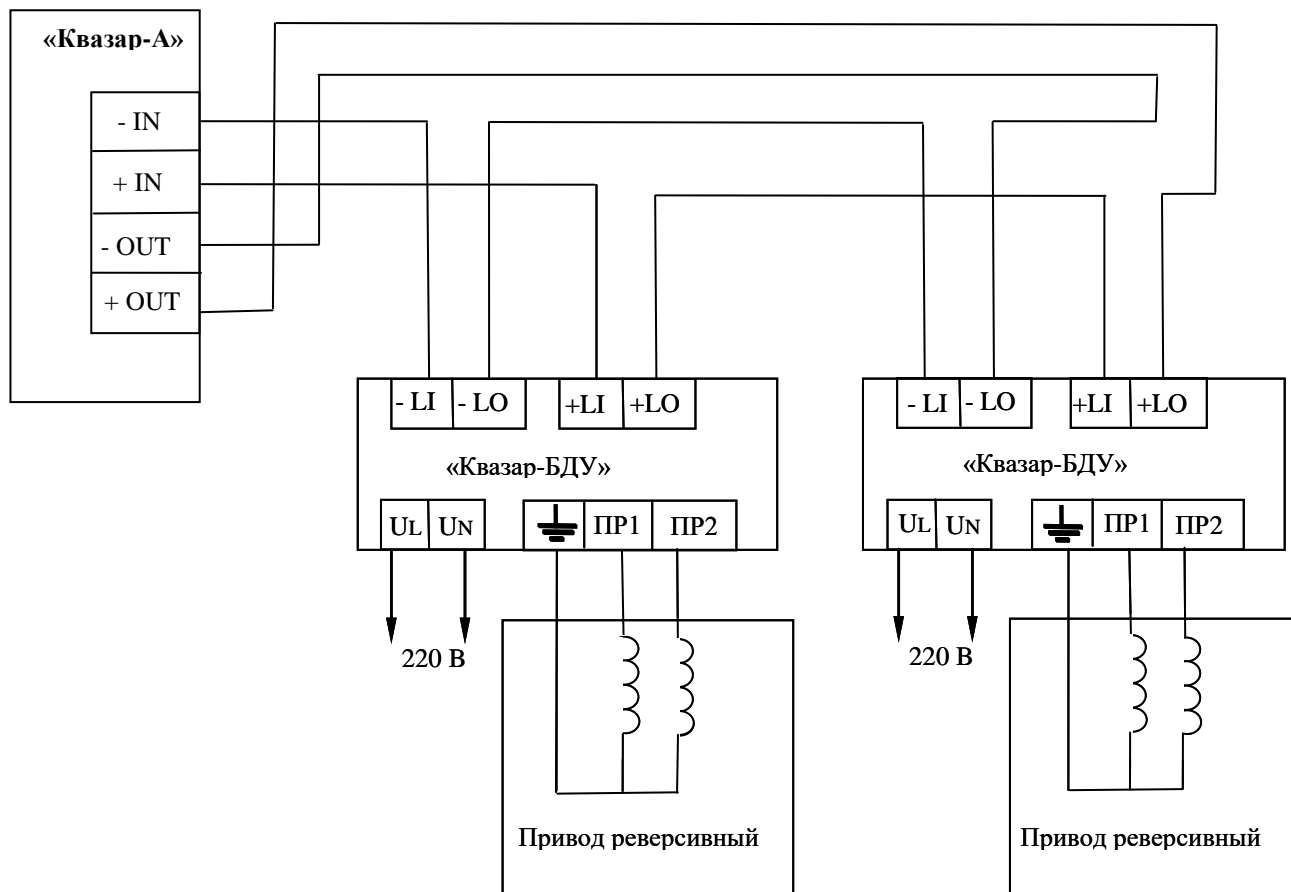 «Квазар-А»
- IN
+ IN
- OUT
+ OUT
- LI - LO +LI +LO
- LI - LO +LI +LO
«Квазар-БДУ»
«Квазар-БДУ»
UL UN ПР1 ПР2
UL UN ПР1 ПР2
220 В
220 В
Привод реверсивный
Привод реверсивный